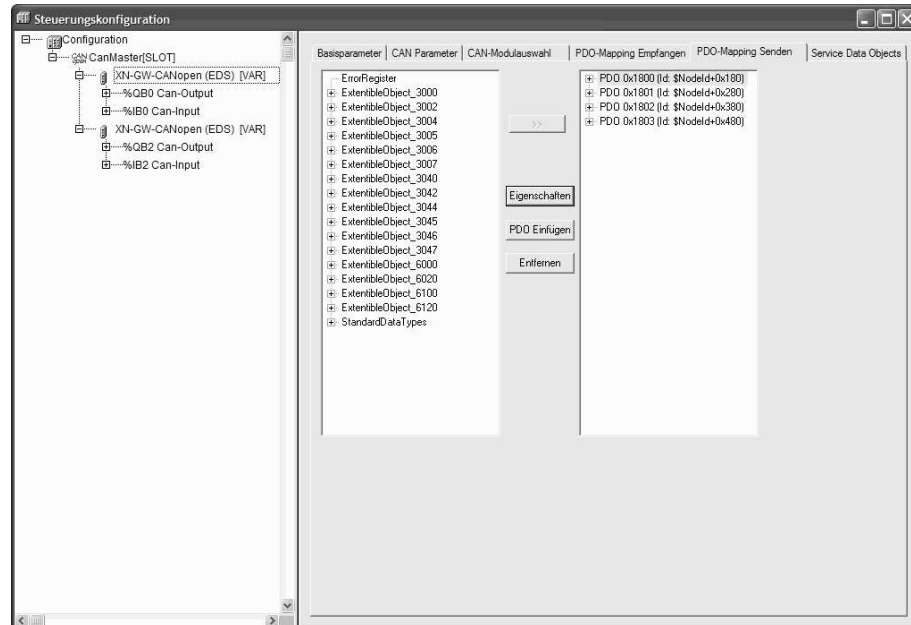 Steuerungskonfiguration
Configuration
CanMaster[SLOT]
XN-GW-CANopen (EDS) [VAR]
%QB0 Can-Output
%IB0 Can-Input
XN-GW-CANopen (EDS) [VAR]
%QB2 Can-Output
%IB2 Can-Input
Basisparameter
CAN Parameter
CAN-Modulauswahl
PDO-Mapping Empfangen
PDO-Mapping Senden
Service Data Objects
ErrorRegister
ExtentibleObject_3000
ExtentibleObject_3002
ExtentibleObject_3004
ExtentibleObject_3005
ExtentibleObject_3006
ExtentibleObject_3007
ExtentibleObject_3040
ExtentibleObject_3042
ExtentibleObject_3044
ExtentibleObject_3045
ExtentibleObject_3046
ExtentibleObject_3047
ExtentibleObject_6000
ExtentibleObject_6020
ExtentibleObject_6100
ExtentibleObject_6120
StandardDataTypes
>>
Eigenschaften
PDO Einfügen
Entfernen
PDO 0x1800 (Id: $NodeId+0x180)
PDO 0x1801 (Id: $NodeId+0x280)
PDO 0x1802 (Id: $NodeId+0x380)
PDO 0x1803 (Id: $NodeId+0x480)